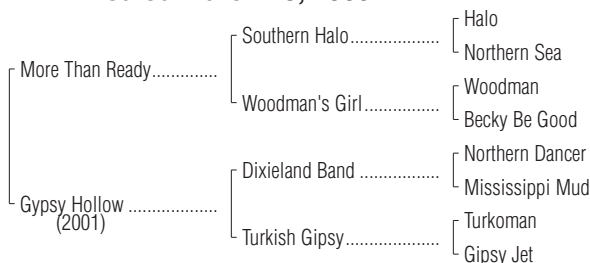 Halo
Southern Halo...................
Northern Sea
More Than Ready.............
Woodman
Woodman's Girl................
Becky Be Good
Northern Dancer
Dixieland Band .................
Mississippi Mud
Gypsy Hollow ..................
(2001)
Turkoman
Turkish Gipsy....................
Gipsy Jet